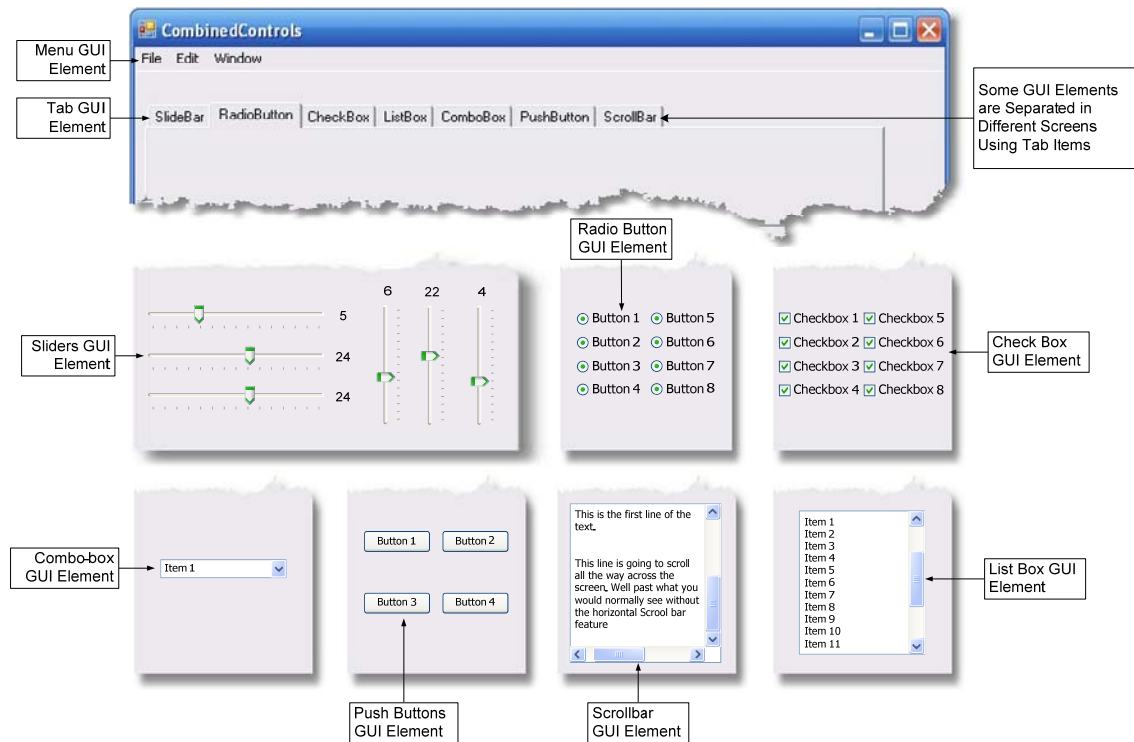 CombinedControls
Menu GUI
Element
File Edit Window
Tab GUI
Element
SlideBar RadioButton CheckBox ListBox ComboBox PushButton ScrollBar
Some GUI Elements
are Separated in
Different Screens
Using Tab Items
Radio Button
GUI Element
Sliders GUI
Element
5
24
24
6 22 4
Button 1 Button 5
Button 2 Button 6
Button 3 Button 7
Button 4 Button 8
Checkbox 1 Checkbox 5
Checkbox 2 Checkbox 6
Checkbox 3 Checkbox 7
Checkbox 4 Checkbox 8
Check Box
GUI Element
Combo-box
GUI Element
Item 1
Button 1 Button 2
Button 3 Button 4
This is the first line of the
text.
This line is going to scroll
all the way across the
screen. Well past what you
would normally see without
the horizontal Scrool bar
feature
Item 1
Item 2
Item 3
Item 4
Item 5
Item 6
Item 7
Item 8
Item 9
Item 10
Item 11
List Box GUI
Element
Push Buttons
GUI Element
Scrollbar
GUI Element